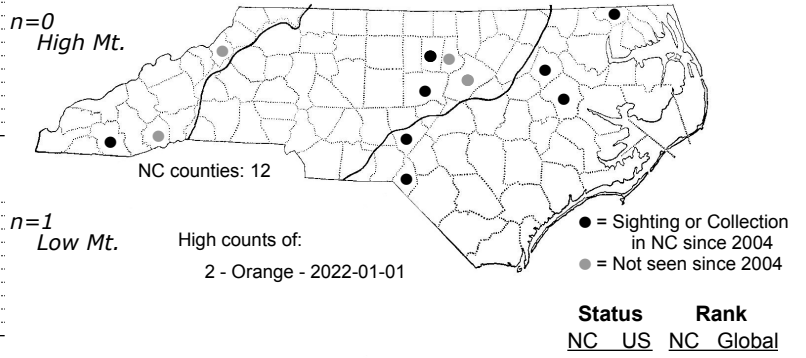 n=0
High Mt.
NC counties: 12
n=1
Low Mt.
High counts of:
2 - Orange - 2022-01-01
= Sighting or Collection
in NC since 2004
= Not seen since 2004
Status Rank
NC US NC Global